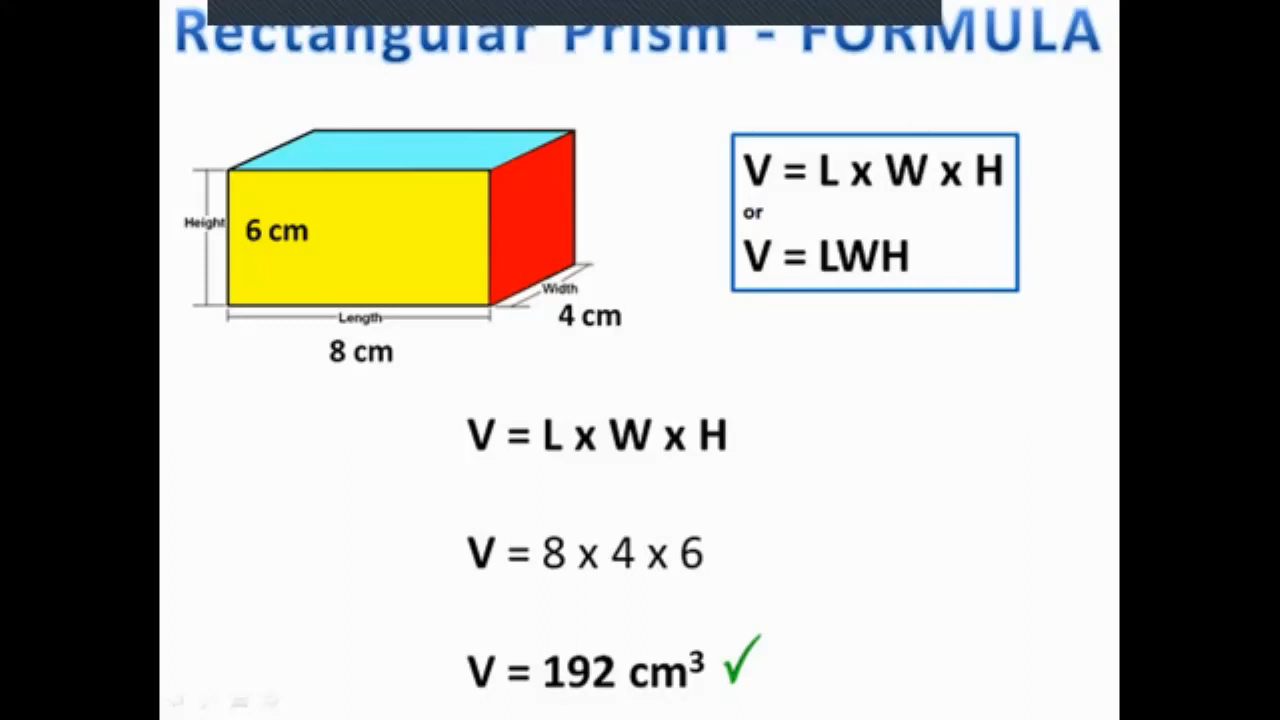 Rectangular Prism - FORMULA
V = L x W x H
or
V = LWH
Height
6 cm
Width
4 cm
Length
8 cm
V = L x W x H
V = 8 x 4 x 6
V = 192 cm³ ✓